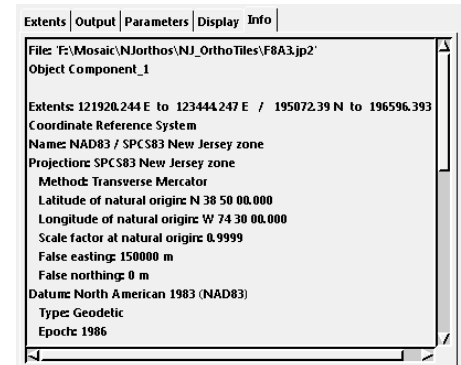 Extents Output Parameters Display Info
File: 'F:\Mosaic\NJorthos\NJ_OrthoTiles\F8A3.jp2'
Object Component_1
Extents: 121920.244 E to 123444.247 E / 195072.39 N to 196596.393
Coordinate Reference System
Name: NAD83 / SPCS83 New Jersey zone
Projection: SPCS83 New Jersey zone
Method: Transverse Mercator
Latitude of natural origin: N 38 50 00.000
Longitude of natural origin: W 74 30 00.000
Scale factor at natural origin: 0.9999
False easting: 150000 m
False northing: 0 m
Datum: North American 1983 (NAD83)
Type: Geodetic
Epoch: 1986